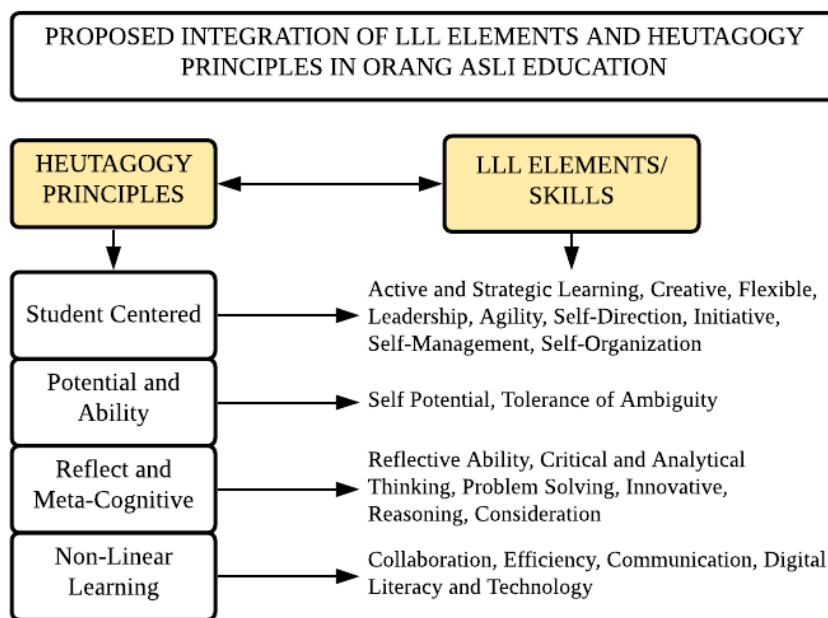 PROPOSED INTEGRATION OF LLL ELEMENTS AND HEUTAGOGY
PRINCIPLES IN ORANG ASLI EDUCATION
HEUTAGOGY
PRINCIPLES
LLL ELEMENTS/
SKILLS
Student Centered
Active and Strategic Learning, Creative, Flexible,
Leadership, Agility, Self-Direction, Initiative,
Self-Management, Self-Organization
Potential and
Ability
Self Potential, Tolerance of Ambiguity
Reflect and
Meta-Cognitive
Reflective Ability, Critical and Analytical
Thinking, Problem Solving, Innovative,
Reasoning, Consideration
Non-Linear
Learning
Collaboration, Efficiency, Communication, Digital
Literacy and Technology